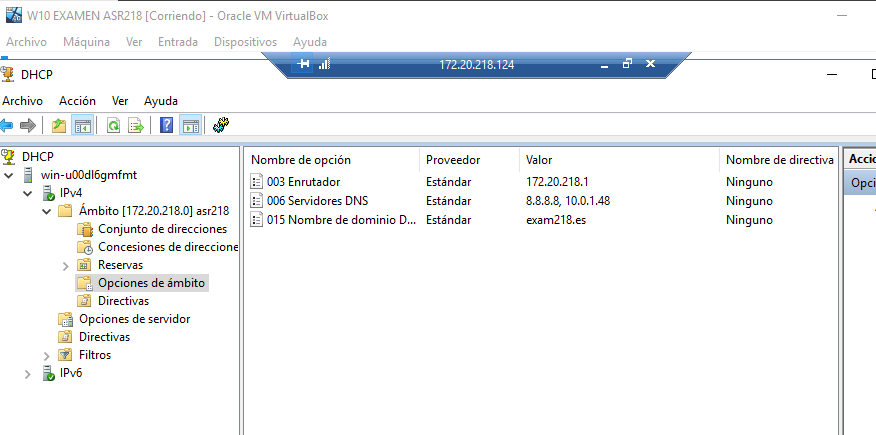 W10 EXAMEN ASR218 [Corriendo] - Oracle VM VirtualBox
Archivo Máquina Ver Entrada Dispositivos Ayuda
172.20.218.124
DHCP
Archivo Acción Ver Ayuda
DHCP
win-u00dl6gmfmt
IPv4
Ámbito [172.20.218.0] asr218
Conjunto de direcciones
Concesiones de direccione
Reservas
Opciones de ámbito
Directivas
Opciones de servidor
Directivas
Filtros
IPv6
Nombre de opción Proveedor Valor Nombre de directiva
003 Enrutador Estándar 172.20.218.1 Ninguno
006 Servidores DNS Estándar 8.8.8.8, 10.0.1.48 Ninguno
015 Nombre de dominio D... Estándar exam218.es Ninguno
Accio
Opci